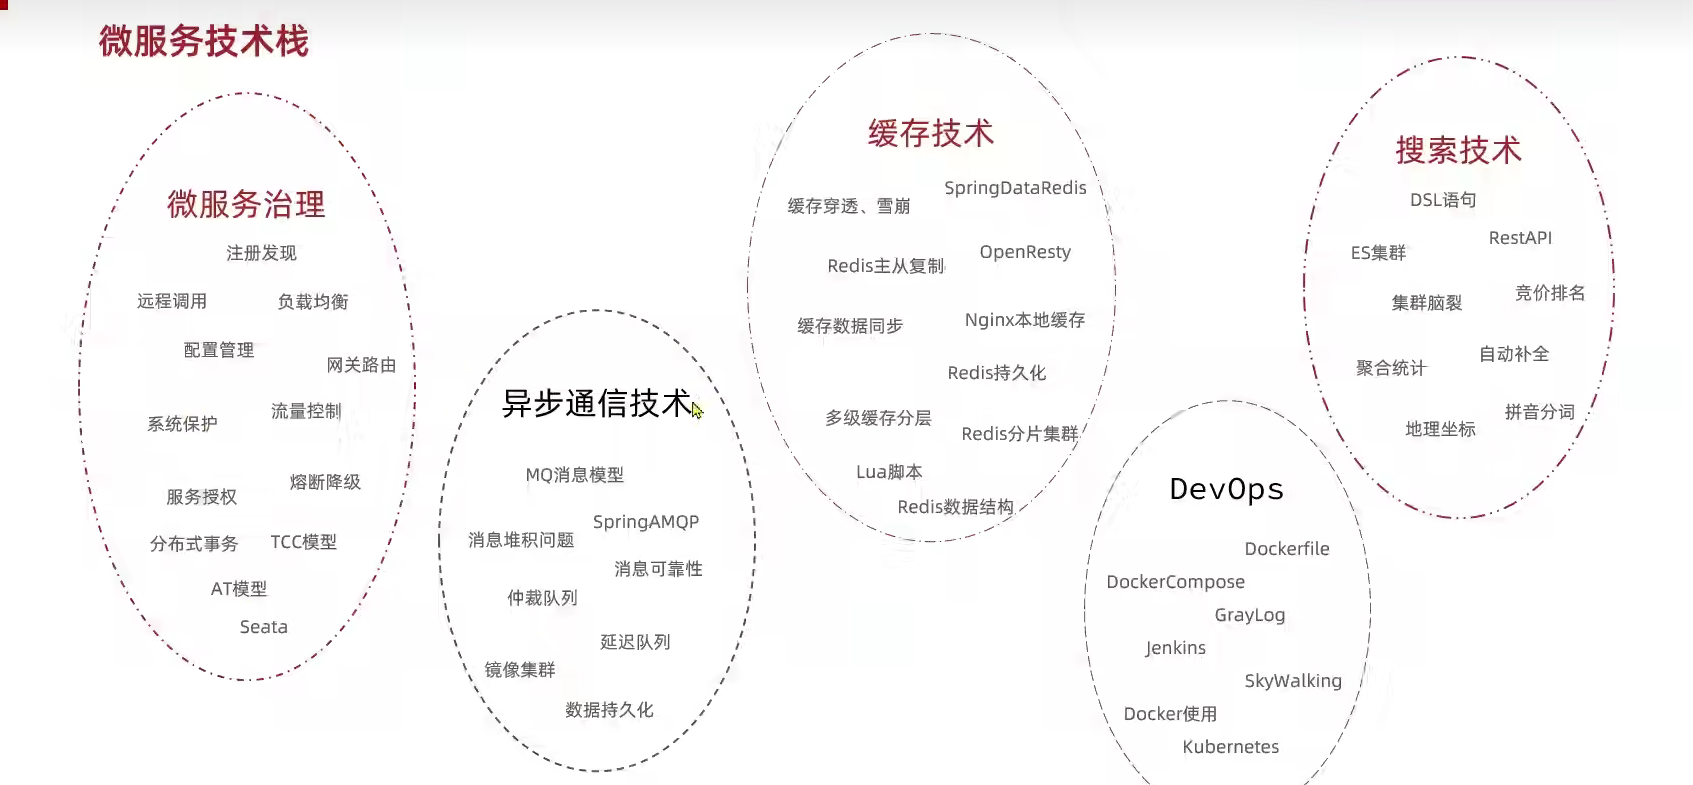 微服务技术栈
微服务治理
注册发现
远程调用
负载均衡
配置管理
网关路由
系统保护
流量控制
服务授权
熔断降级
分布式事务
TCC模型
AT模型
Seata
异步通信技术
MQ消息模型
SpringAMQP
消息堆积问题
消息可靠性
仲裁队列
延迟队列
镜像集群
数据持久化
缓存技术
SpringDataRedis
缓存穿透、雪崩
OpenResty
Redis主从复制
Nginx本地缓存
缓存数据同步
Redis持久化
多级缓存分层
Redis分片集群
Lua脚本
Redis数据结构
DevOps
Dockerfile
DockerCompose
GrayLog
Jenkins
SkyWalking
Docker使用
Kubernetes
搜索技术
DSL语句
RestAPI
ES集群
竞价排名
集群脑裂
自动补全
聚合统计
拼音分词
地理坐标